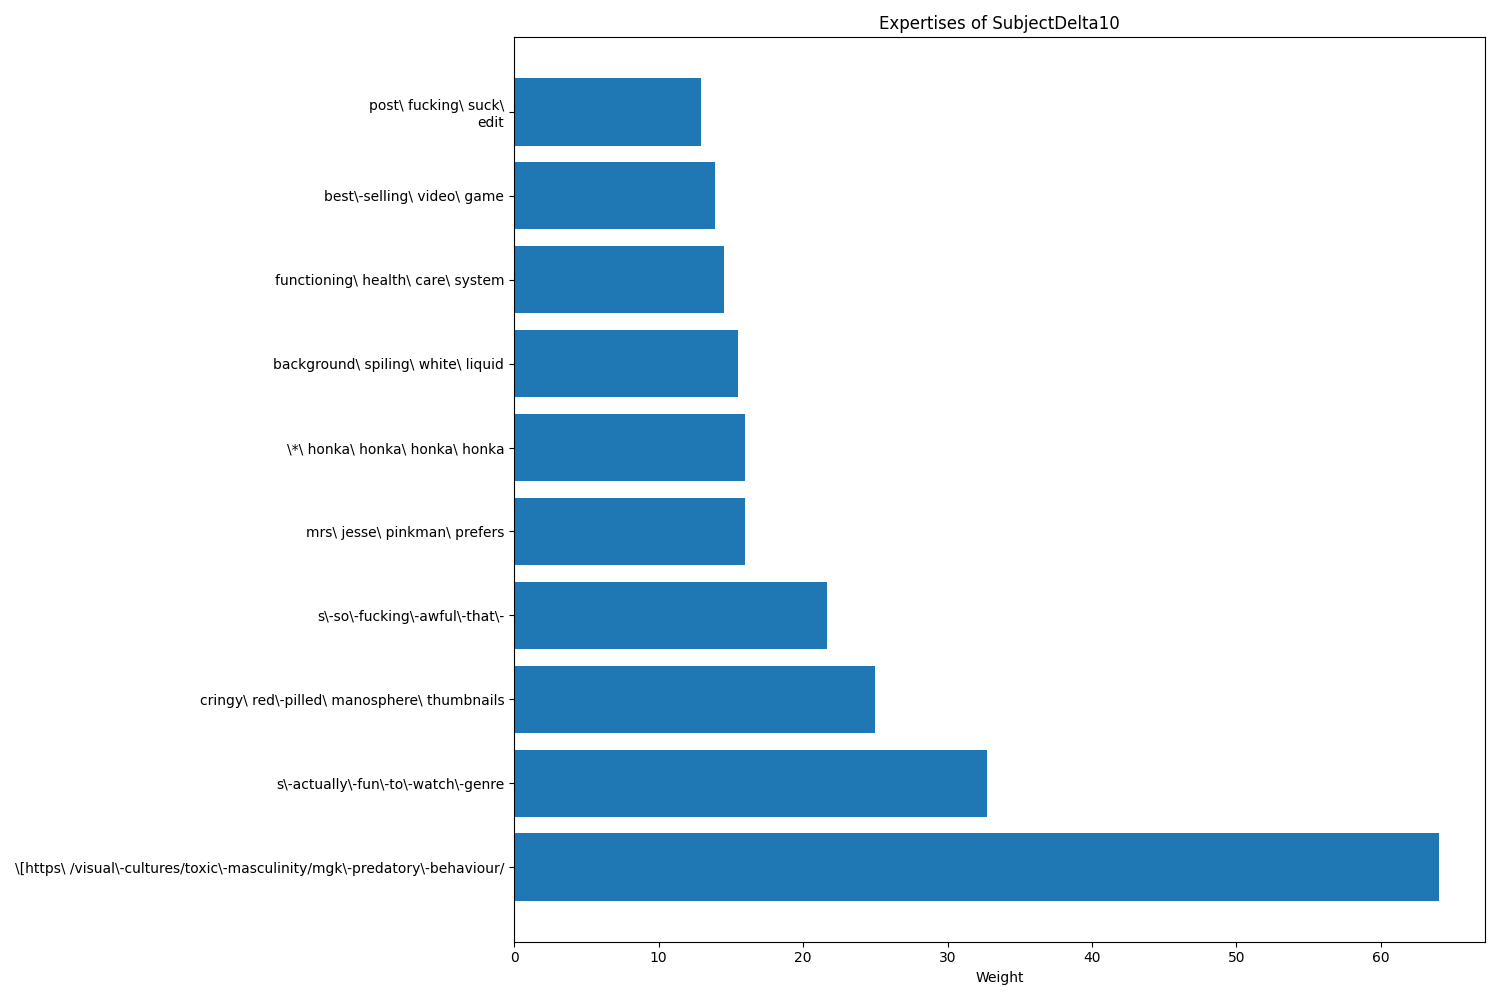 Expertises of SubjectDelta10
post\ fucking\ suck\
edit
best\-selling\ video\ game
functioning\ health\ care\ system
background\ spiling\ white\ liquid
\*\ honka\ honka\ honka\ honka
mrs\ jesse\ pinkman\ prefers
s\-so\-fucking\-awful\-that\-
cringy\ red\-pilled\ manosphere\ thumbnails
s\-actually\-fun\-to\-watch\-genre
\[https\ /visual\-cultures/toxic\-masculinity/mgk\-predatory\-behaviour/
0 10 20 30 40 50 60
Weight